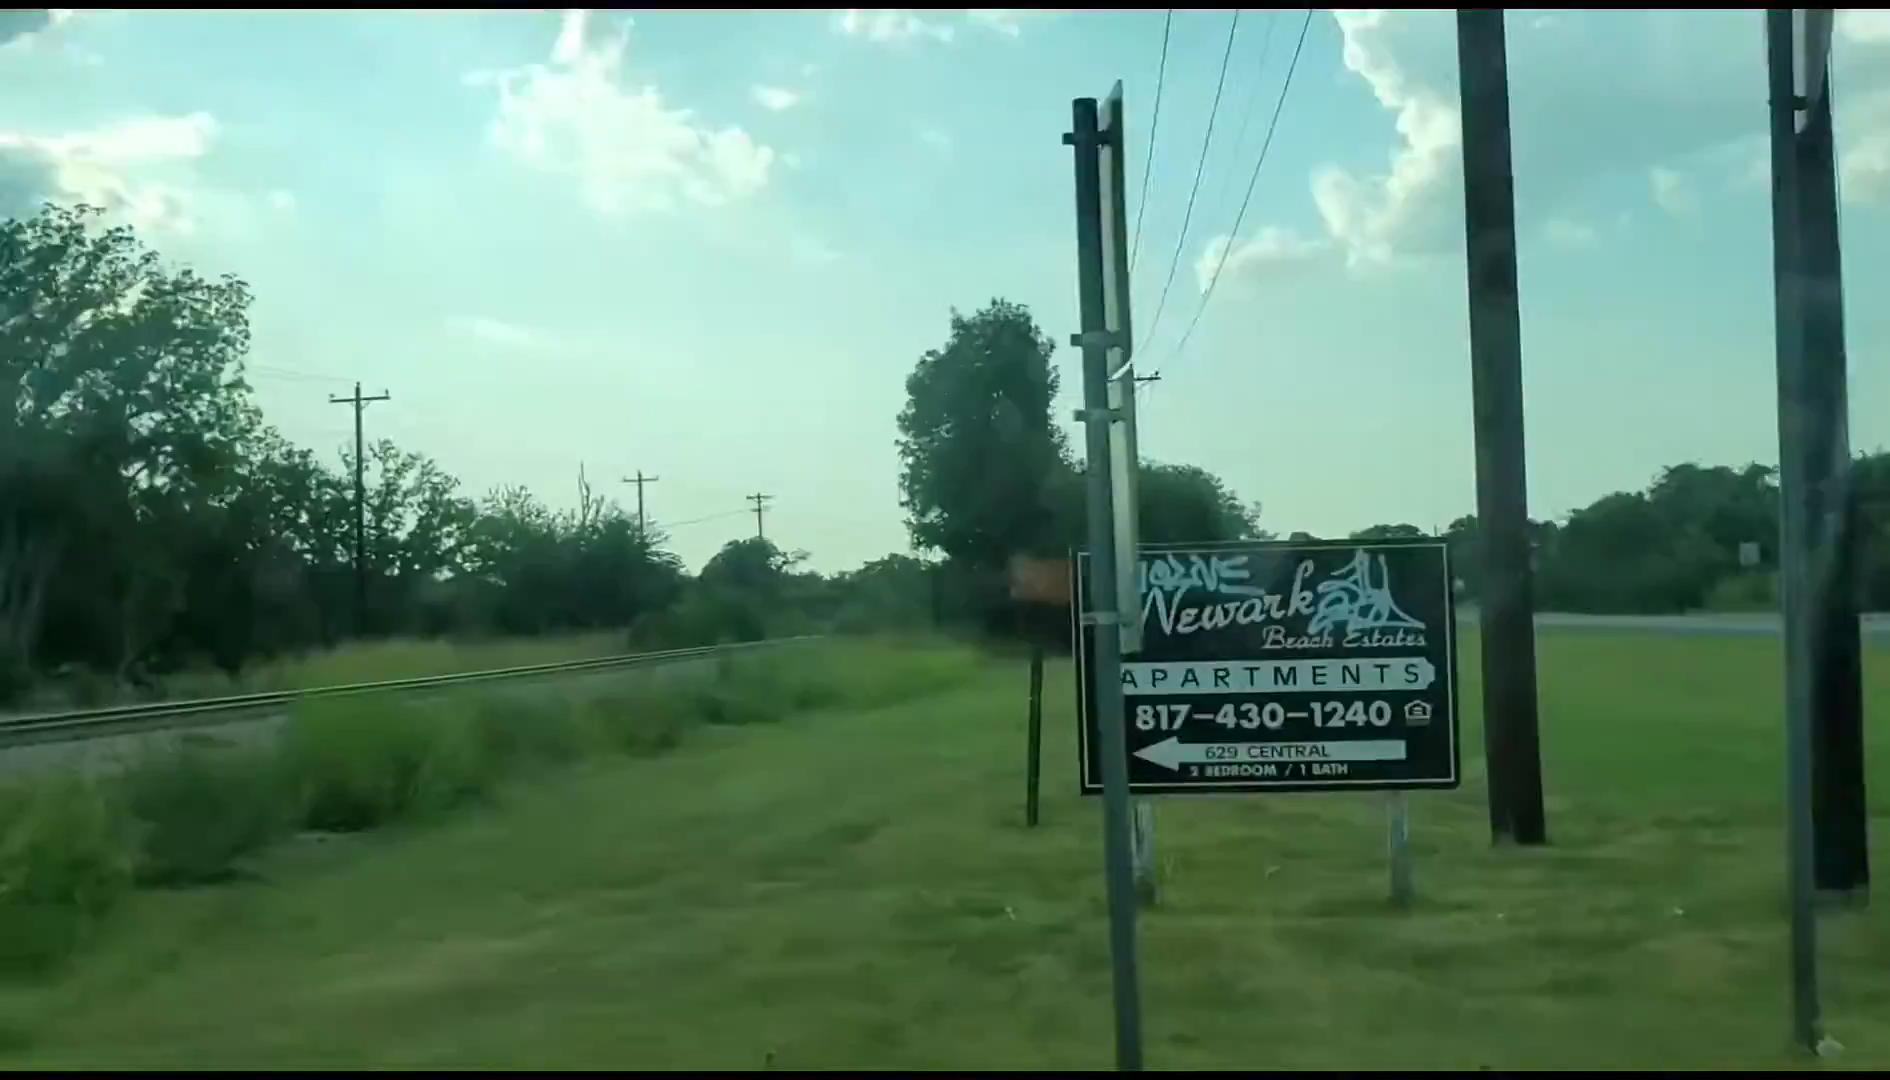 Newark
Beach Estates
APARTMENTS
817-430-1240
629 CENTRAL
2 BEDROOM / 1 BATH